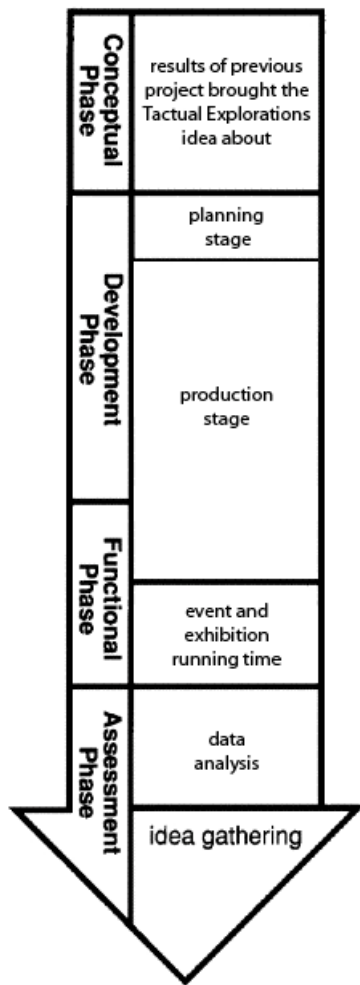 Conceptual
Phase
results of previous
project brought the
Tactual Explorations
idea about
Development
Phase
planning
stage
production
stage
Functional
Phase
event and
exhibition
running time
Assessment
Phase
data
analysis
idea gathering